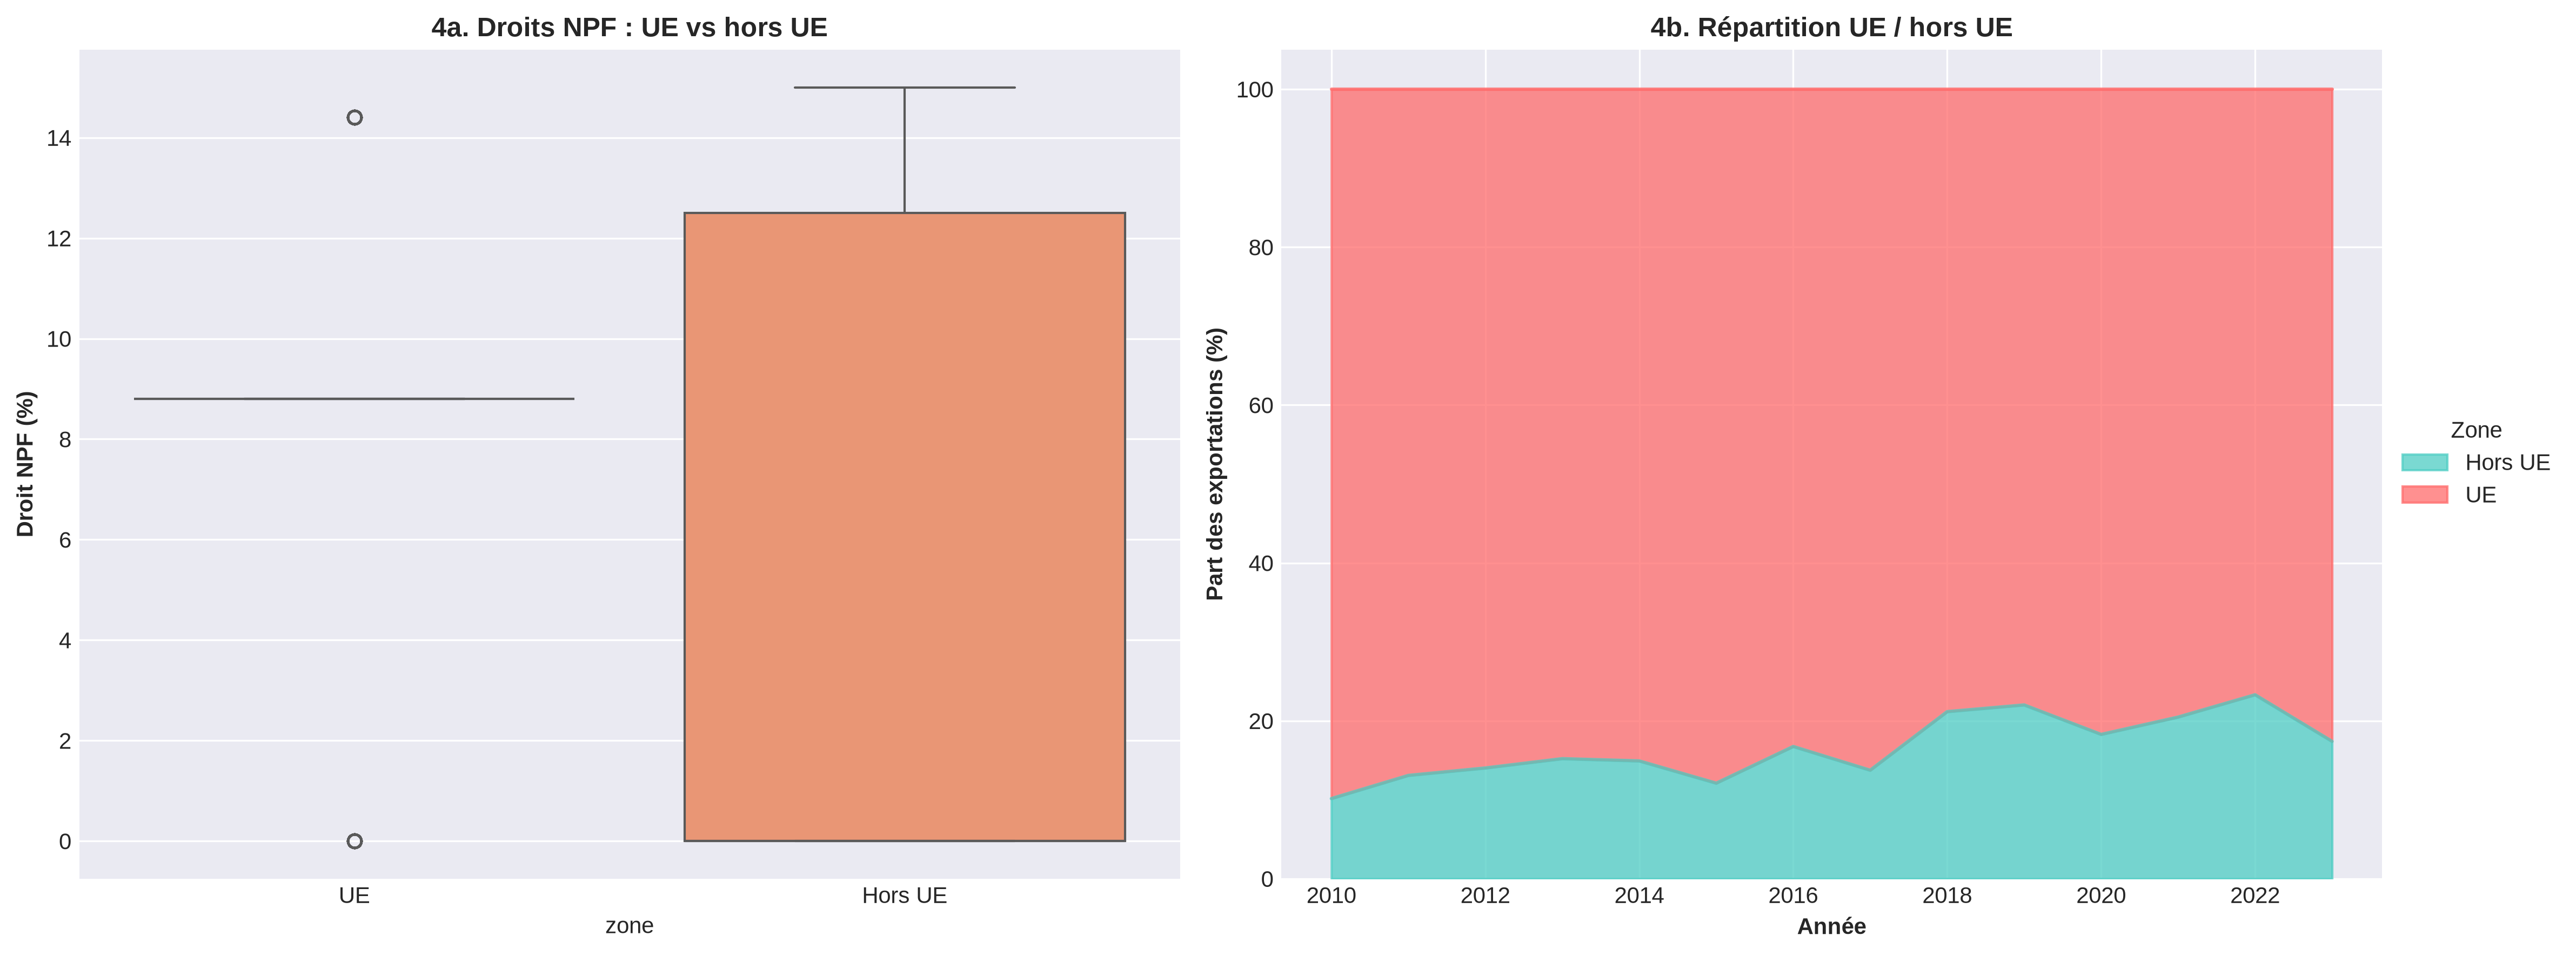 4a. Droits NPF : UE vs hors UE
Droit NPF (%)
14
12
10
8
6
4
2
0
UE
Hors UE
zone
4b. Répartition UE / hors UE
Part des exportations (%)
100
80
60
40
20
0
2010
2012
2014
2016
2018
2020
2022
Année
Zone
Hors UE
UE